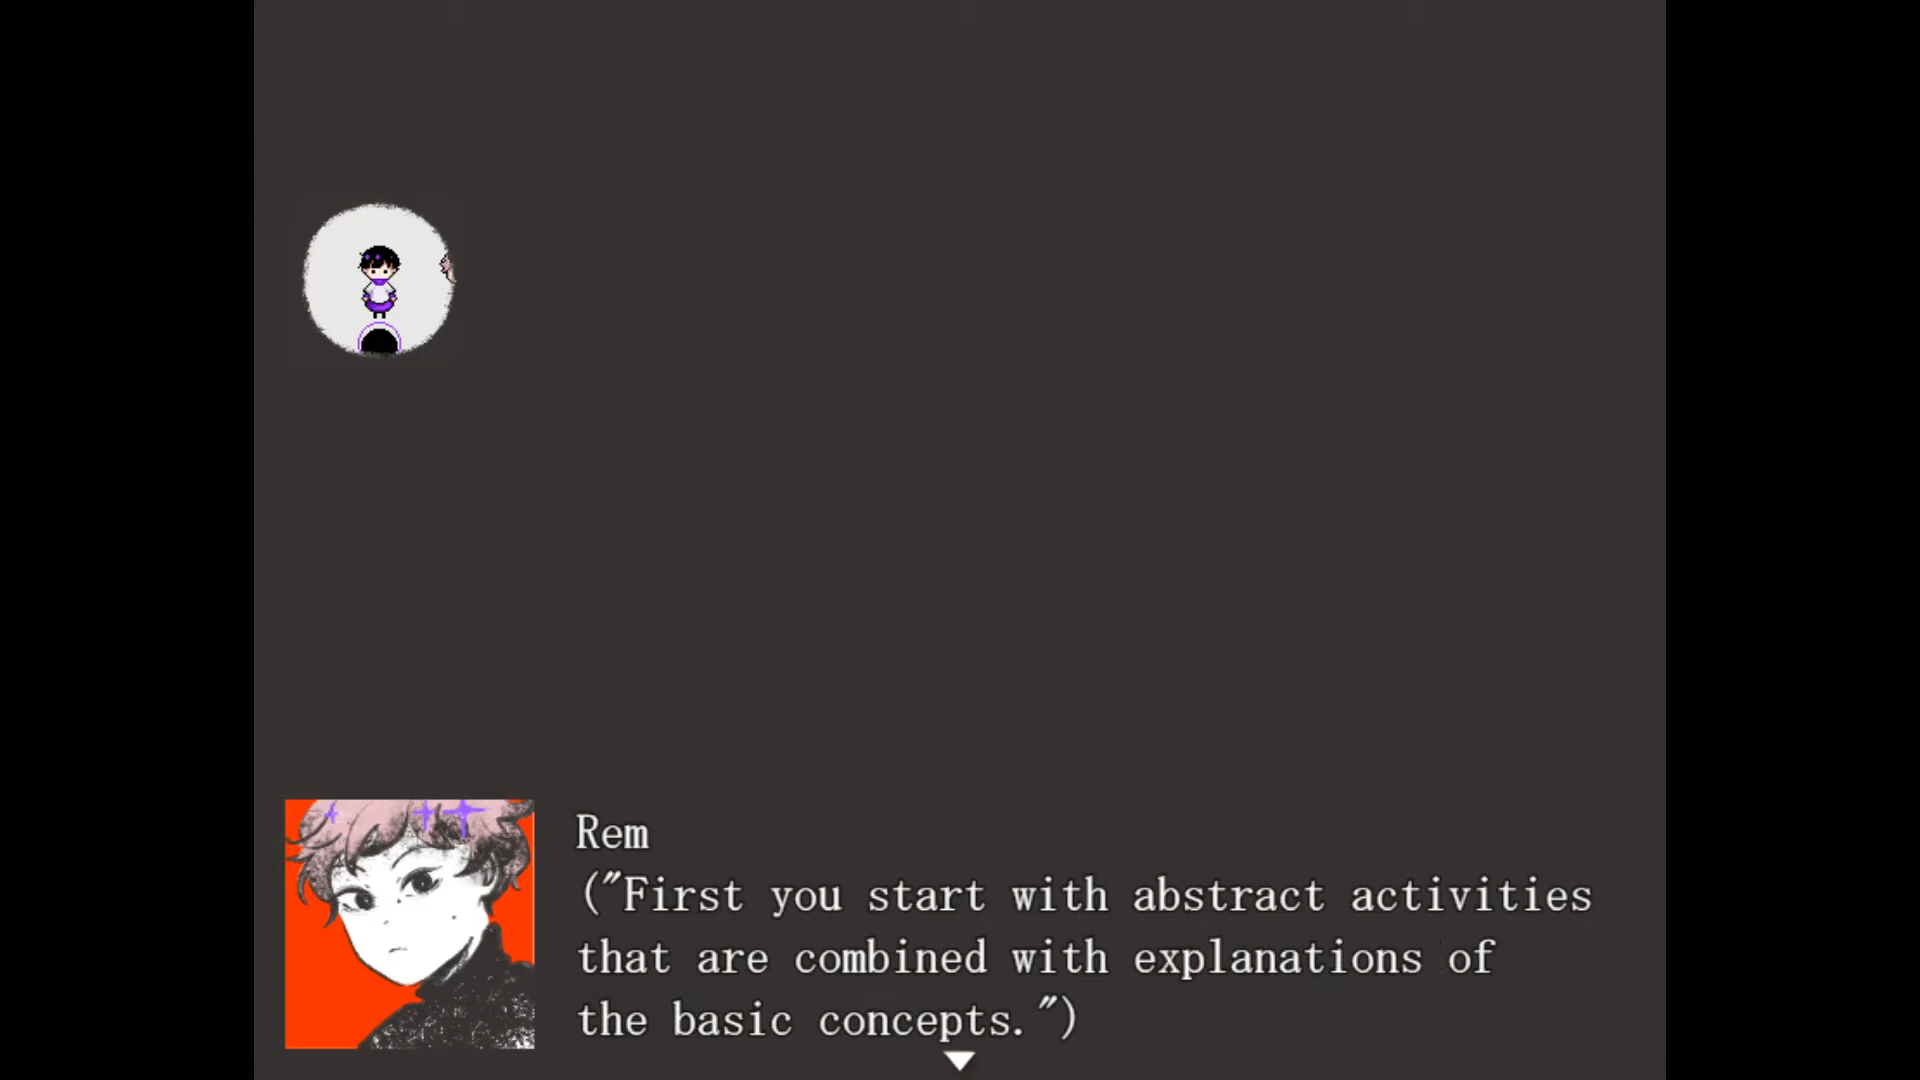 Rem
("First you start with abstract activities
that are combined with explanations of
the basic concepts.")